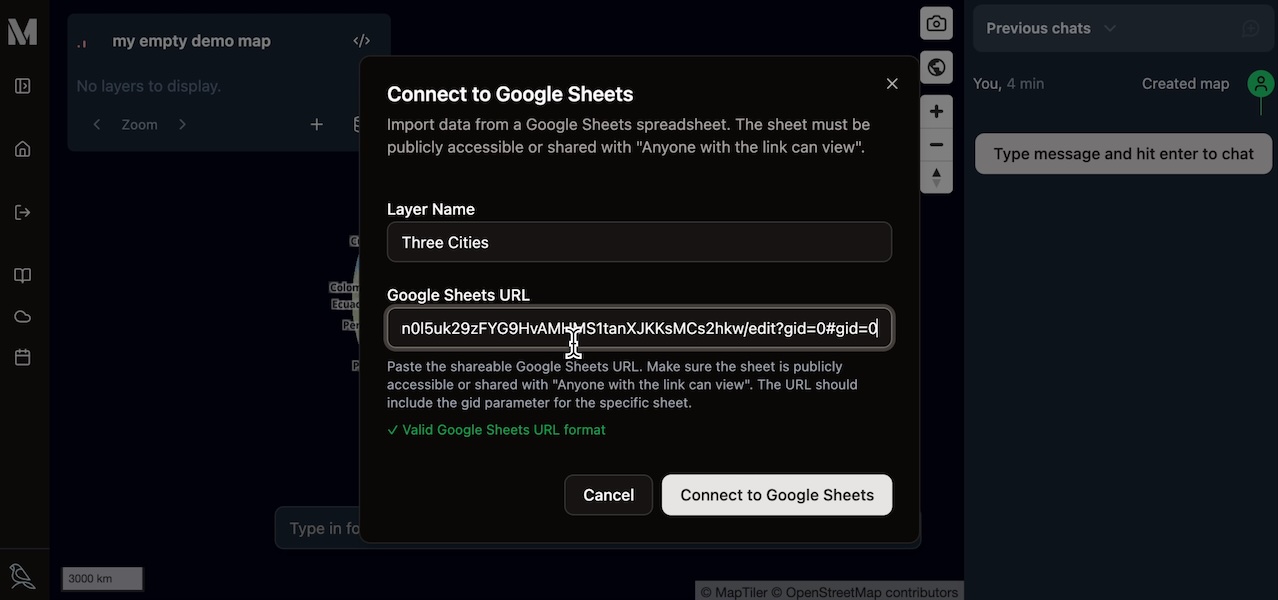 my empty demo map
</>
No layers to display.
Zoom
Connect to Google Sheets
Import data from a Google Sheets spreadsheet. The sheet must be
publicly accessible or shared with "Anyone with the link can view".
Layer Name
Three Cities
Google Sheets URL
edit?gid=0#gid=0
Paste the shareable Google Sheets URL. Make sure the sheet is publicly
accessible or shared with "Anyone with the link can view". The URL should
include the gid parameter for the specific sheet.
✓ Valid Google Sheets URL format
Cancel
Connect to Google Sheets
Colom
Ecua
Per
Type in fo
3000 km
© MapTiler © OpenStreetMap contributors
Previous chats
You, 4 min
Created map
Type message and hit enter to chat